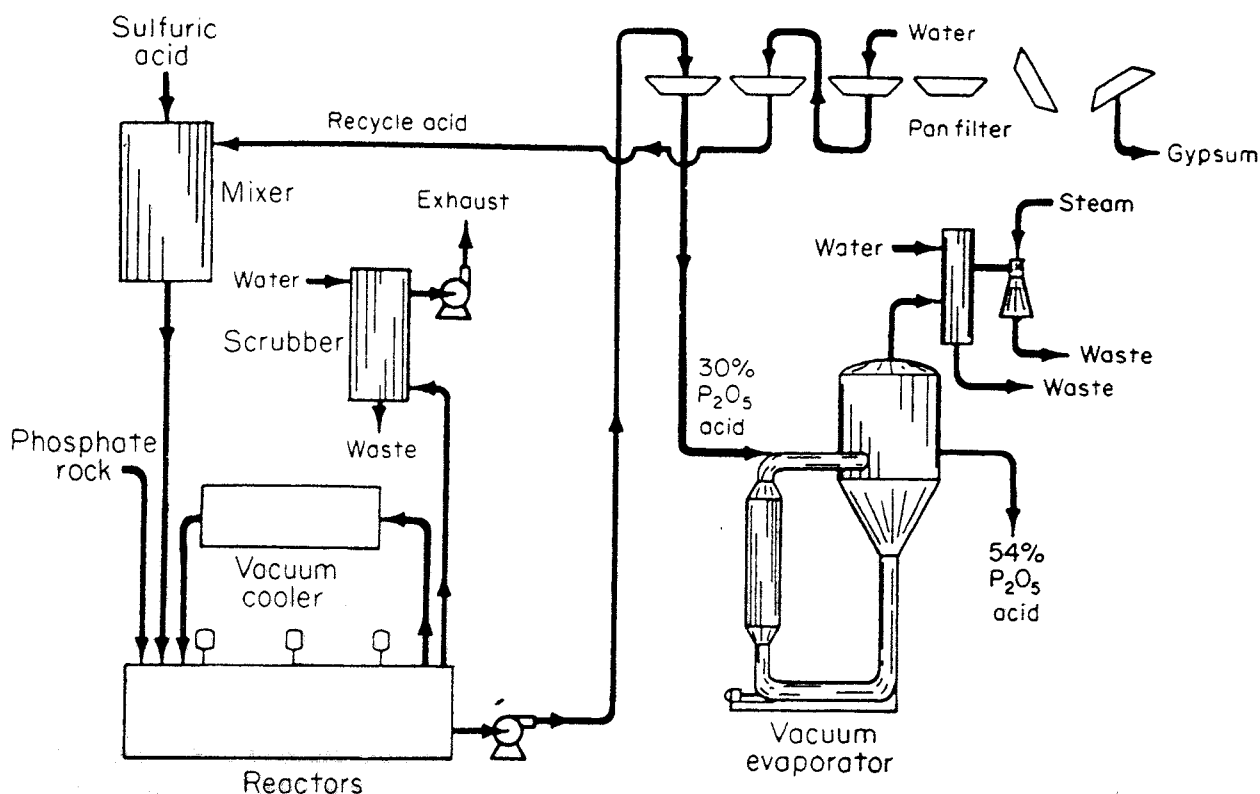 Sulfuric
acid
Water
Recycle acid
Pan filter
Gypsum
Mixer
Exhaust
Steam
Water
Water
Scrubber
Waste
Waste
30%
P₂O₅
acid
Waste
Phosphate
rock
Vacuum
cooler
54%
P₂O₅
acid
Vacuum
evaporator
Reactors